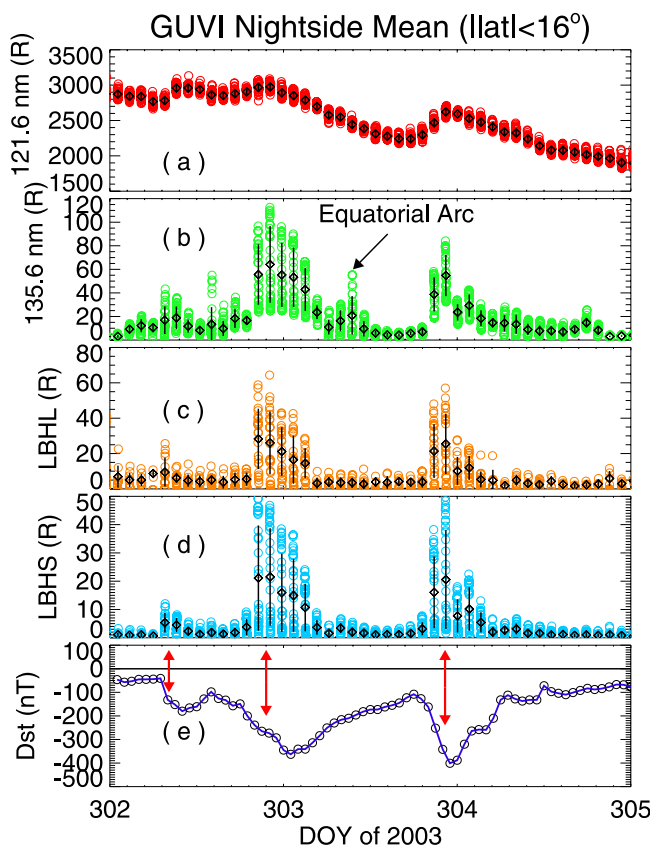 GUVI Nightside Mean (|lat|<16°)
3500
3000
2500
2000
1500
121.6 nm (R)
( a )
120
100
80
60
40
20
0
135.6 nm (R)
( b )
Equatorial Arc
80
60
40
20
0
LBHL (R)
( c )
50
40
30
20
10
0
LBHS (R)
( d )
100
0
-100
-200
-300
-400
-500
Dst (nT)
( e )
302
303
304
305
DOY of 2003